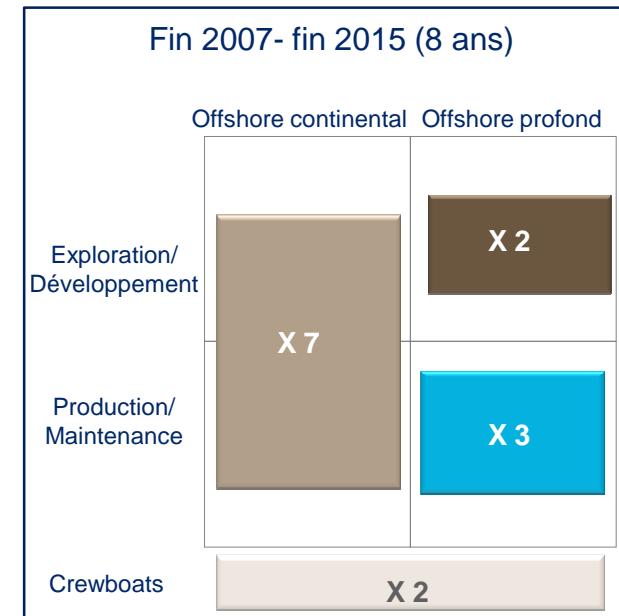 Fin 2007- fin 2015 (8 ans)
Offshore continental
Offshore profond
Exploration/
Développement
X 2
X 7
Production/
Maintenance
X 3
Crewboats
X 2